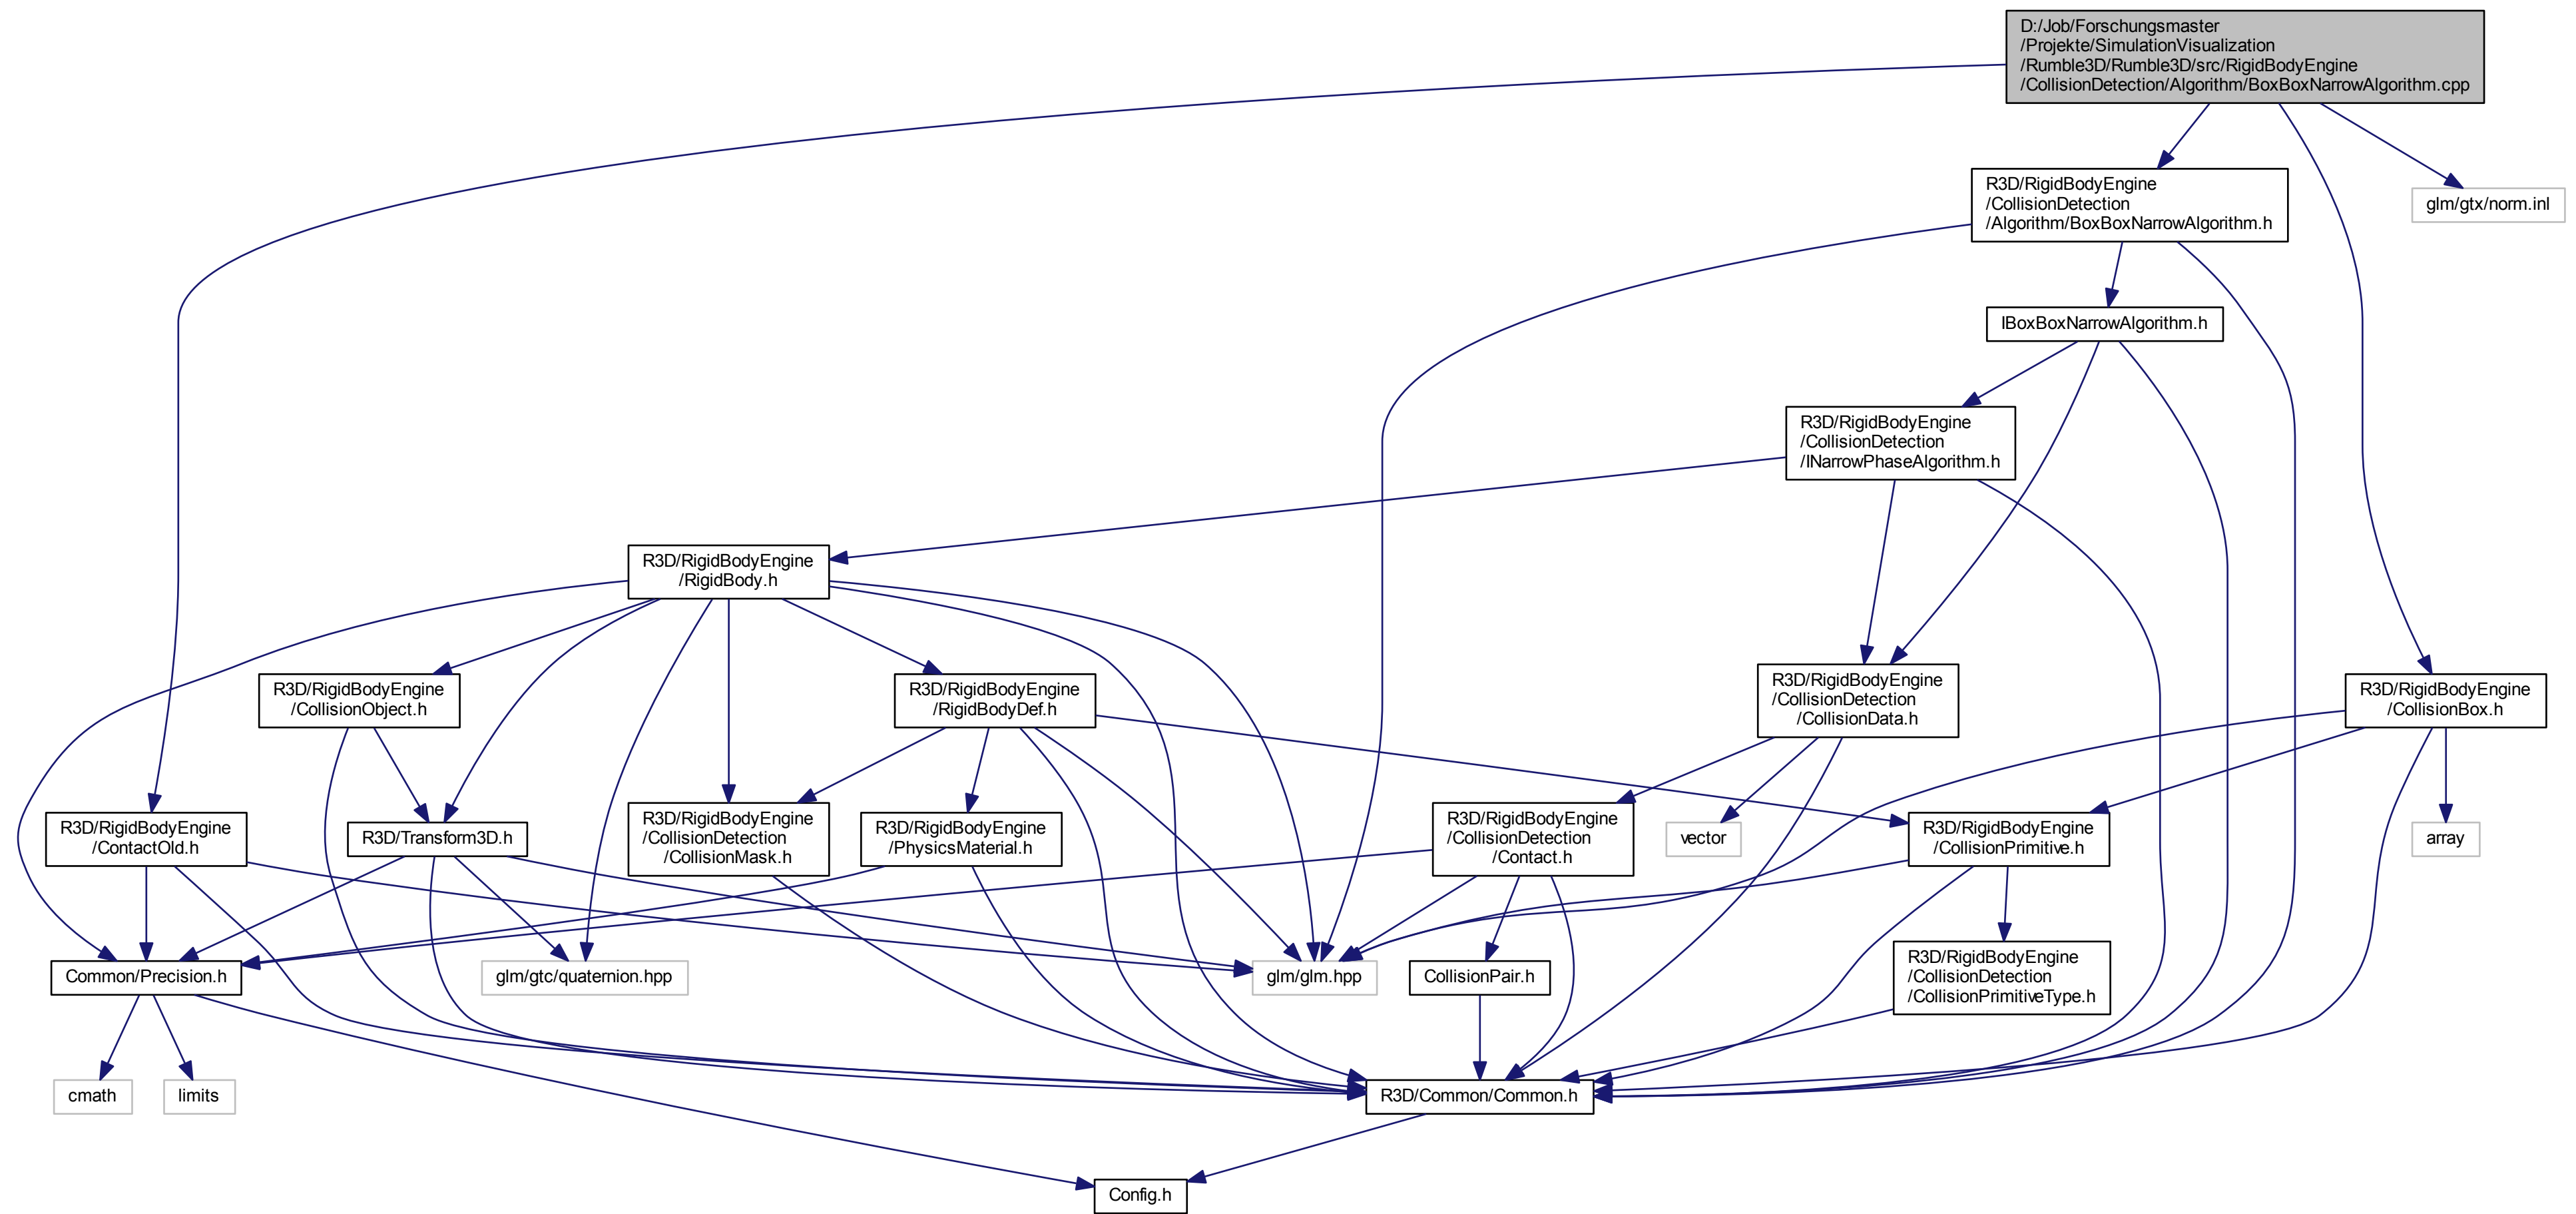 D:/Job/Forschungsmaster
/Projekte/SimulationVisualization
/Rumble3D/Rumble3D/src/RigidBodyEngine
/CollisionDetection/Algorithm/BoxBoxNarrowAlgorithm.cpp
R3D/RigidBodyEngine
/CollisionDetection
/Algorithm/BoxBoxNarrowAlgorithm.h
glm/gtx/norm.inl
IBoxBoxNarrowAlgorithm.h
R3D/RigidBodyEngine
/CollisionDetection
/INarrowPhaseAlgorithm.h
R3D/RigidBodyEngine
/RigidBody.h
R3D/RigidBodyEngine
/CollisionObject.h
R3D/RigidBodyEngine
/RigidBodyDef.h
R3D/RigidBodyEngine
/CollisionDetection
/CollisionData.h
R3D/RigidBodyEngine
/CollisionBox.h
R3D/RigidBodyEngine
/ContactOld.h
R3D/Transform3D.h
R3D/RigidBodyEngine
/CollisionDetection
/CollisionMask.h
R3D/RigidBodyEngine
/PhysicsMaterial.h
R3D/RigidBodyEngine
/CollisionDetection
/Contact.h
vector
R3D/RigidBodyEngine
/CollisionPrimitive.h
array
Common/Precision.h
glm/gtc/quaternion.hpp
glm/glm.hpp
CollisionPair.h
R3D/RigidBodyEngine
/CollisionDetection
/CollisionPrimitiveType.h
cmath
limits
R3D/Common/Common.h
Config.h